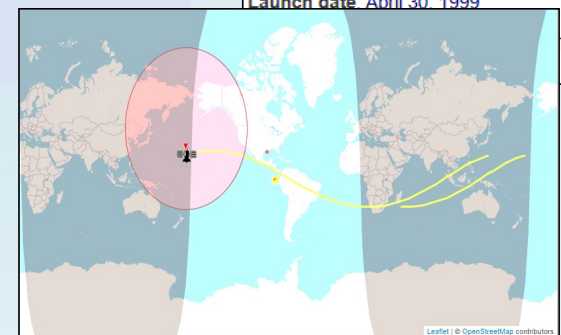 Launch date: April 30, 1999
Leaflet | © OpenStreetMap contributors